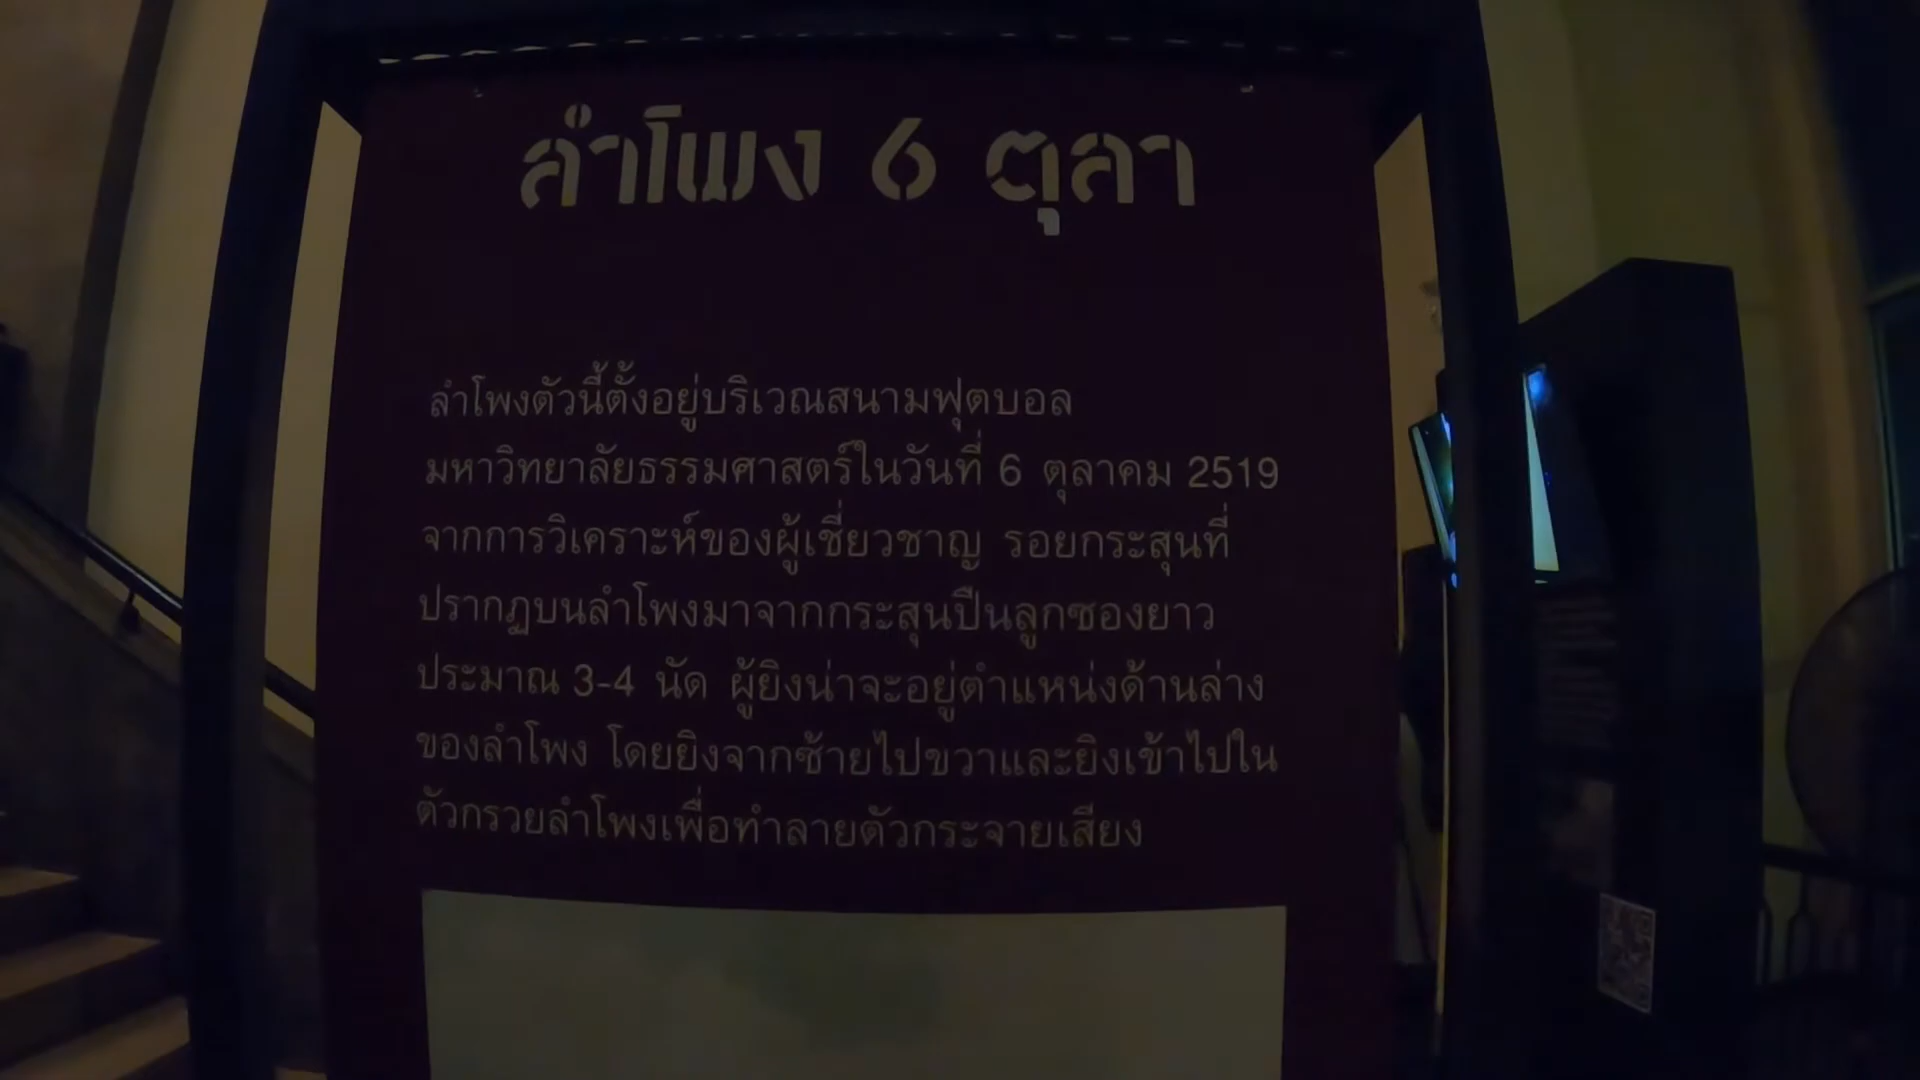 ลำโพง 6 ตุลา
ลำโพงตัวนี้ตั้งอยู่บริเวณสนามฟุตบอล
มหาวิทยาลัยธรรมศาสตร์ในวันที่ 6 ตุลาคม 2519
จากการวิเคราะห์ของผู้เชี่ยวชาญ รอยกระสุนที่
ปรากฏบนลำโพงมาจากกระสุนปืนลูกซองยาว
ประมาณ 3-4 นัด ผู้ยิงน่าจะอยู่ตำแหน่งด้านล่าง
ของลำโพง โดยยิงจากซ้ายไปขวาและยิงเข้าไปใน
ตัวกรวยลำโพงเพื่อทำลายตัวกระจายเสียง